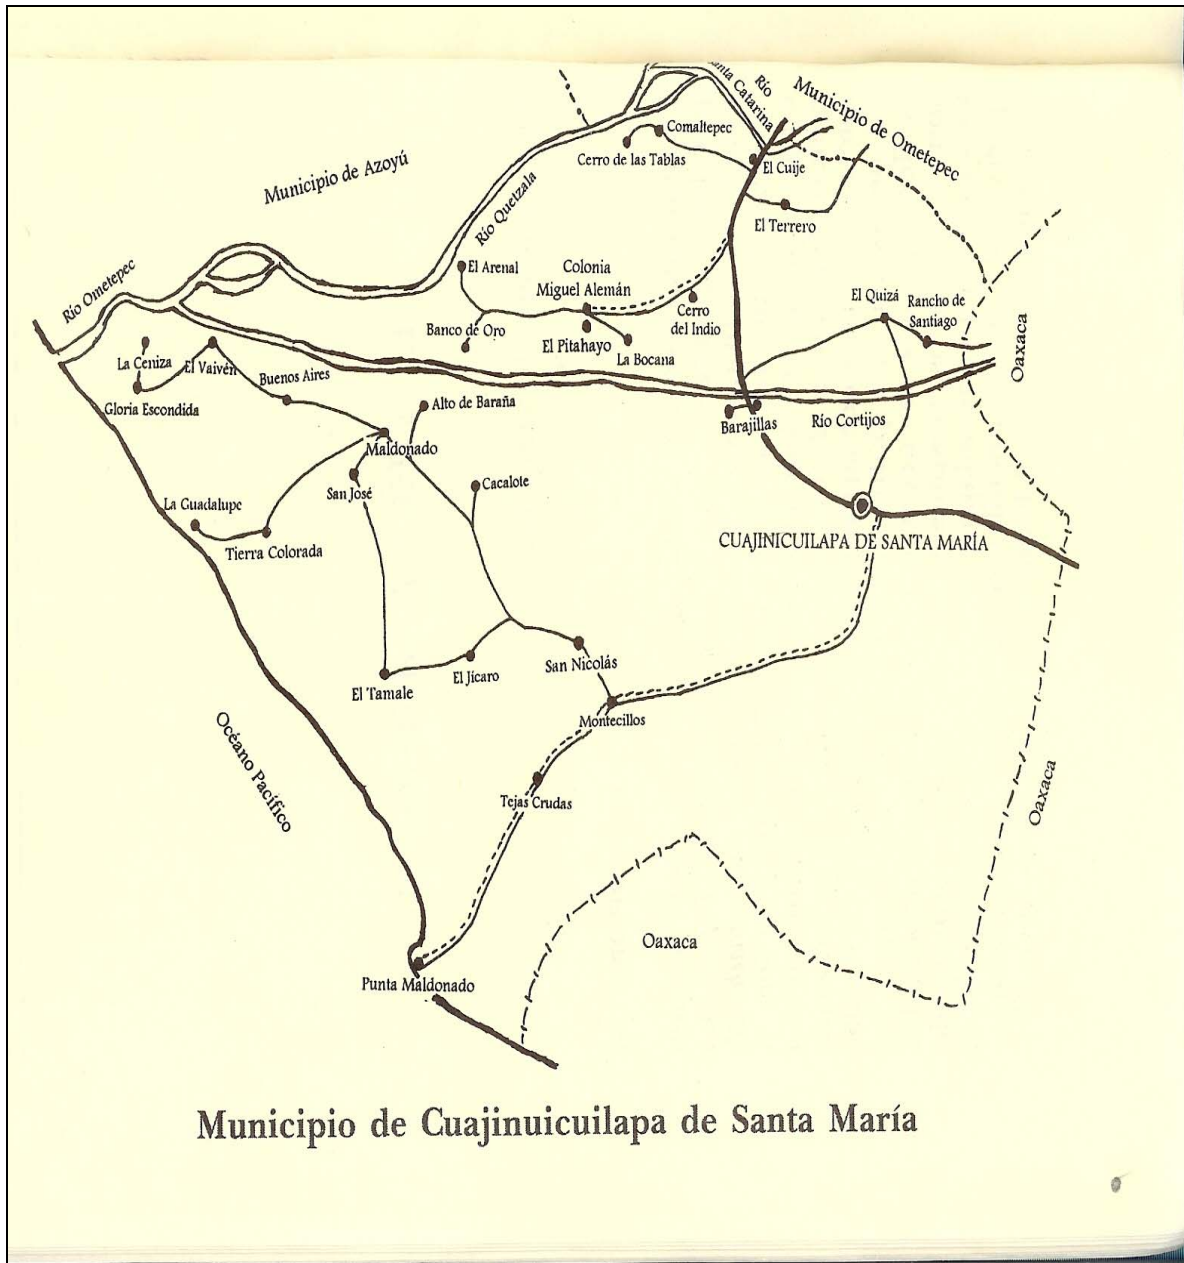 Santa Catarina
Río
Municipio de Ometepec
Comaltepec
Cerro de las Tablas
El Cuije
Municipio de Azoyú
Río Quetzala
El Terrero
El Arenal
Colonia
Miguel Alemán
Río Ometepec
Banco de Oro
El Pitahayo
La Bocana
Cerro
del Indio
El Quizá
Rancho de
Santiago
Oaxaca
La Ceniza
El Vaivén
Buenos Aires
Gloria Escondida
Alto de Baraña
Barajillas
Río Cortijos
Maldonado
San José
Cacalote
La Guadalupe
Tierra Colorada
CUAJINICUILAPA DE SANTA MARÍA
El Tamale
El Jícaro
San Nicolás
Montecillos
Océano Pacífico
Tejas Crudas
Oaxaca
Oaxaca
Punta Maldonado
Municipio de Cuajinuicuilapa de Santa María